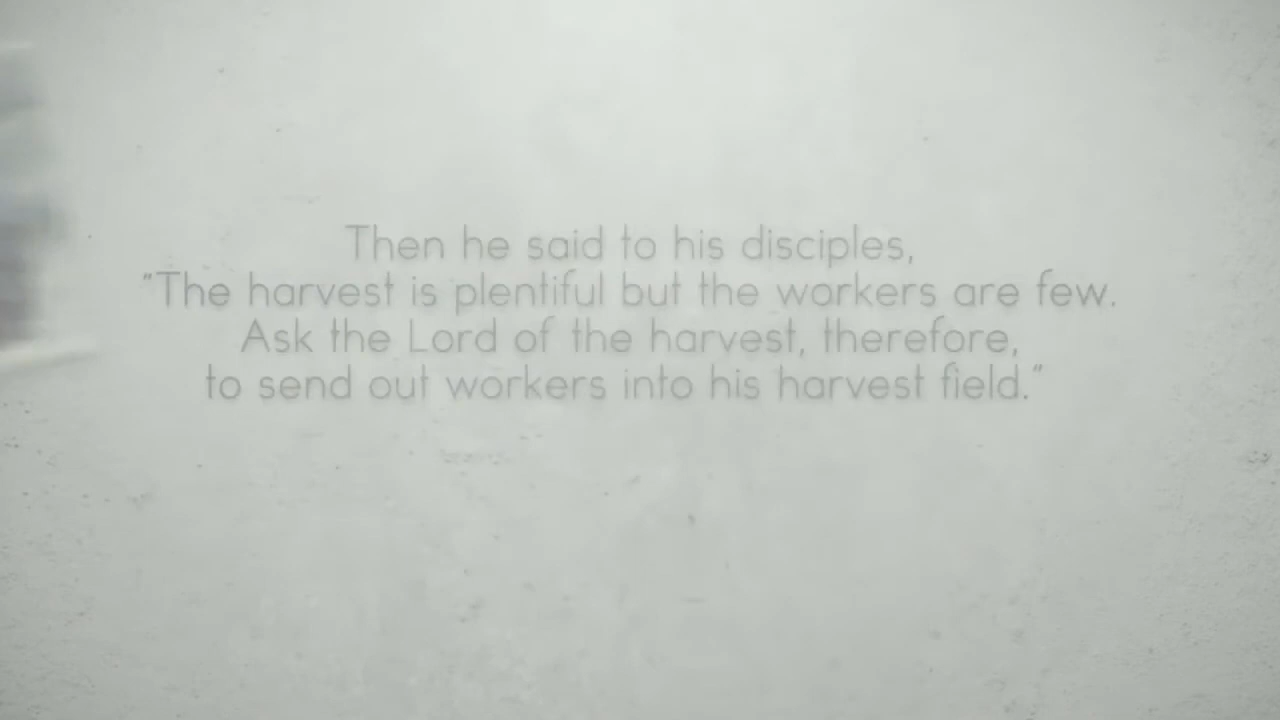 Then he said to his disciples,
"The harvest is plentiful but the workers are few.
Ask the Lord of the harvest, therefore,
to send out workers into his harvest field."